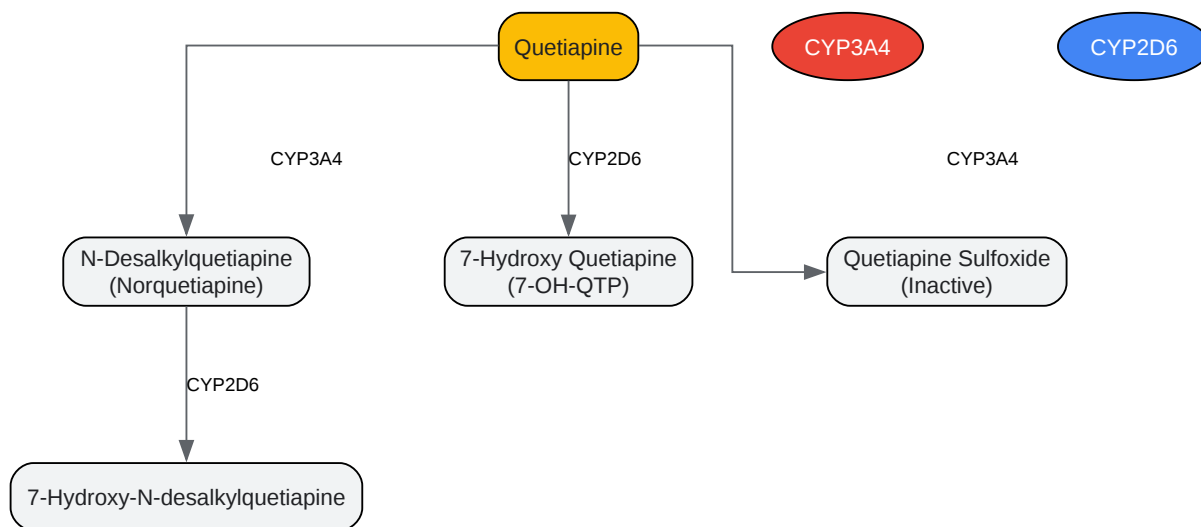 Quetiapine
CYP3A4
CYP2D6
CYP3A4
CYP2D6
CYP3A4
N-Desalkylquetiapine
(Norquetiapine)
7-Hydroxy Quetiapine
(7-OH-QTP)
Quetiapine Sulfoxide
(Inactive)
CYP2D6
7-Hydroxy-N-desalkylquetiapine